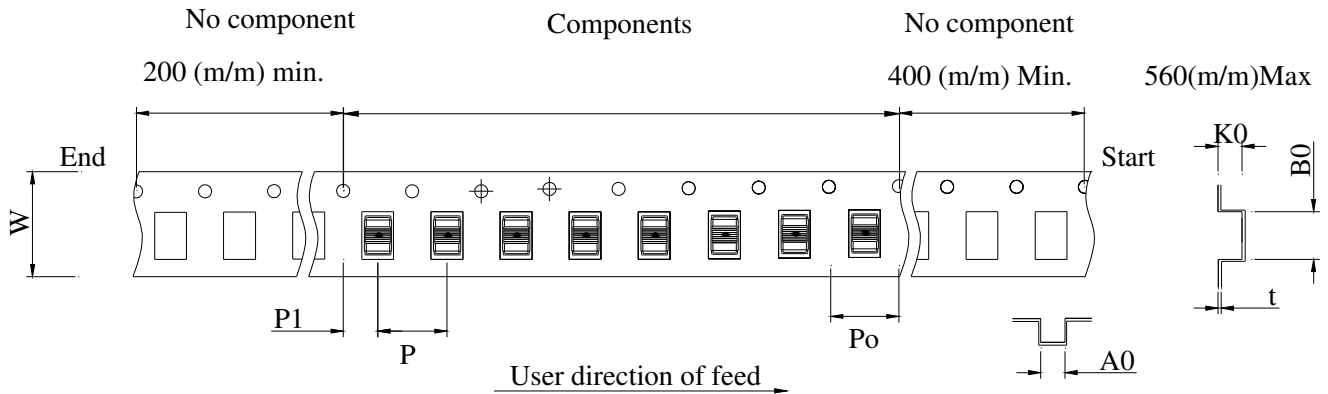 No component
Components
No component
200 (m/m) min.
400 (m/m) Min.
560(m/m)Max
K0
End
Start
B0
W
P1
P
Po
t
A0
User direction of feed